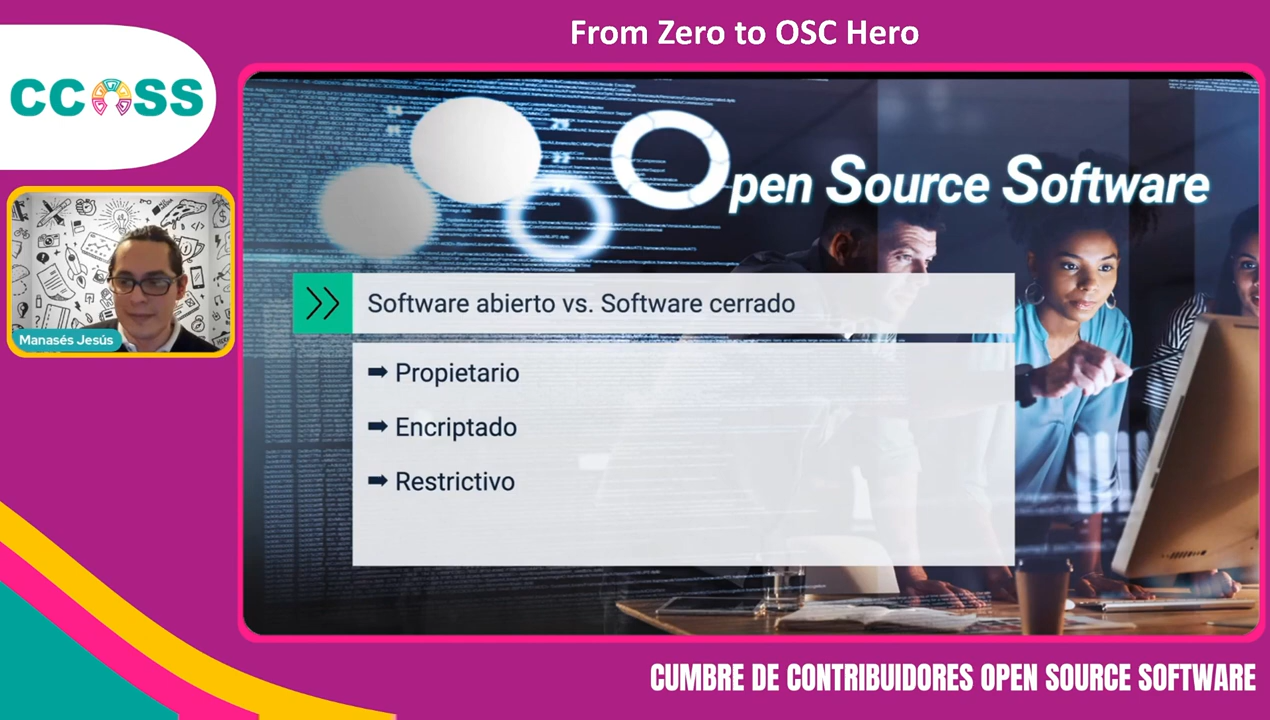 From Zero to OSC Hero
CCOSS
Manasés Jesús
Open Source Software
Software abierto vs. Software cerrado
➡ Propietario
➡ Encriptado
➡ Restrictivo
CUMBRE DE CONTRIBUIDORES OPEN SOURCE SOFTWARE